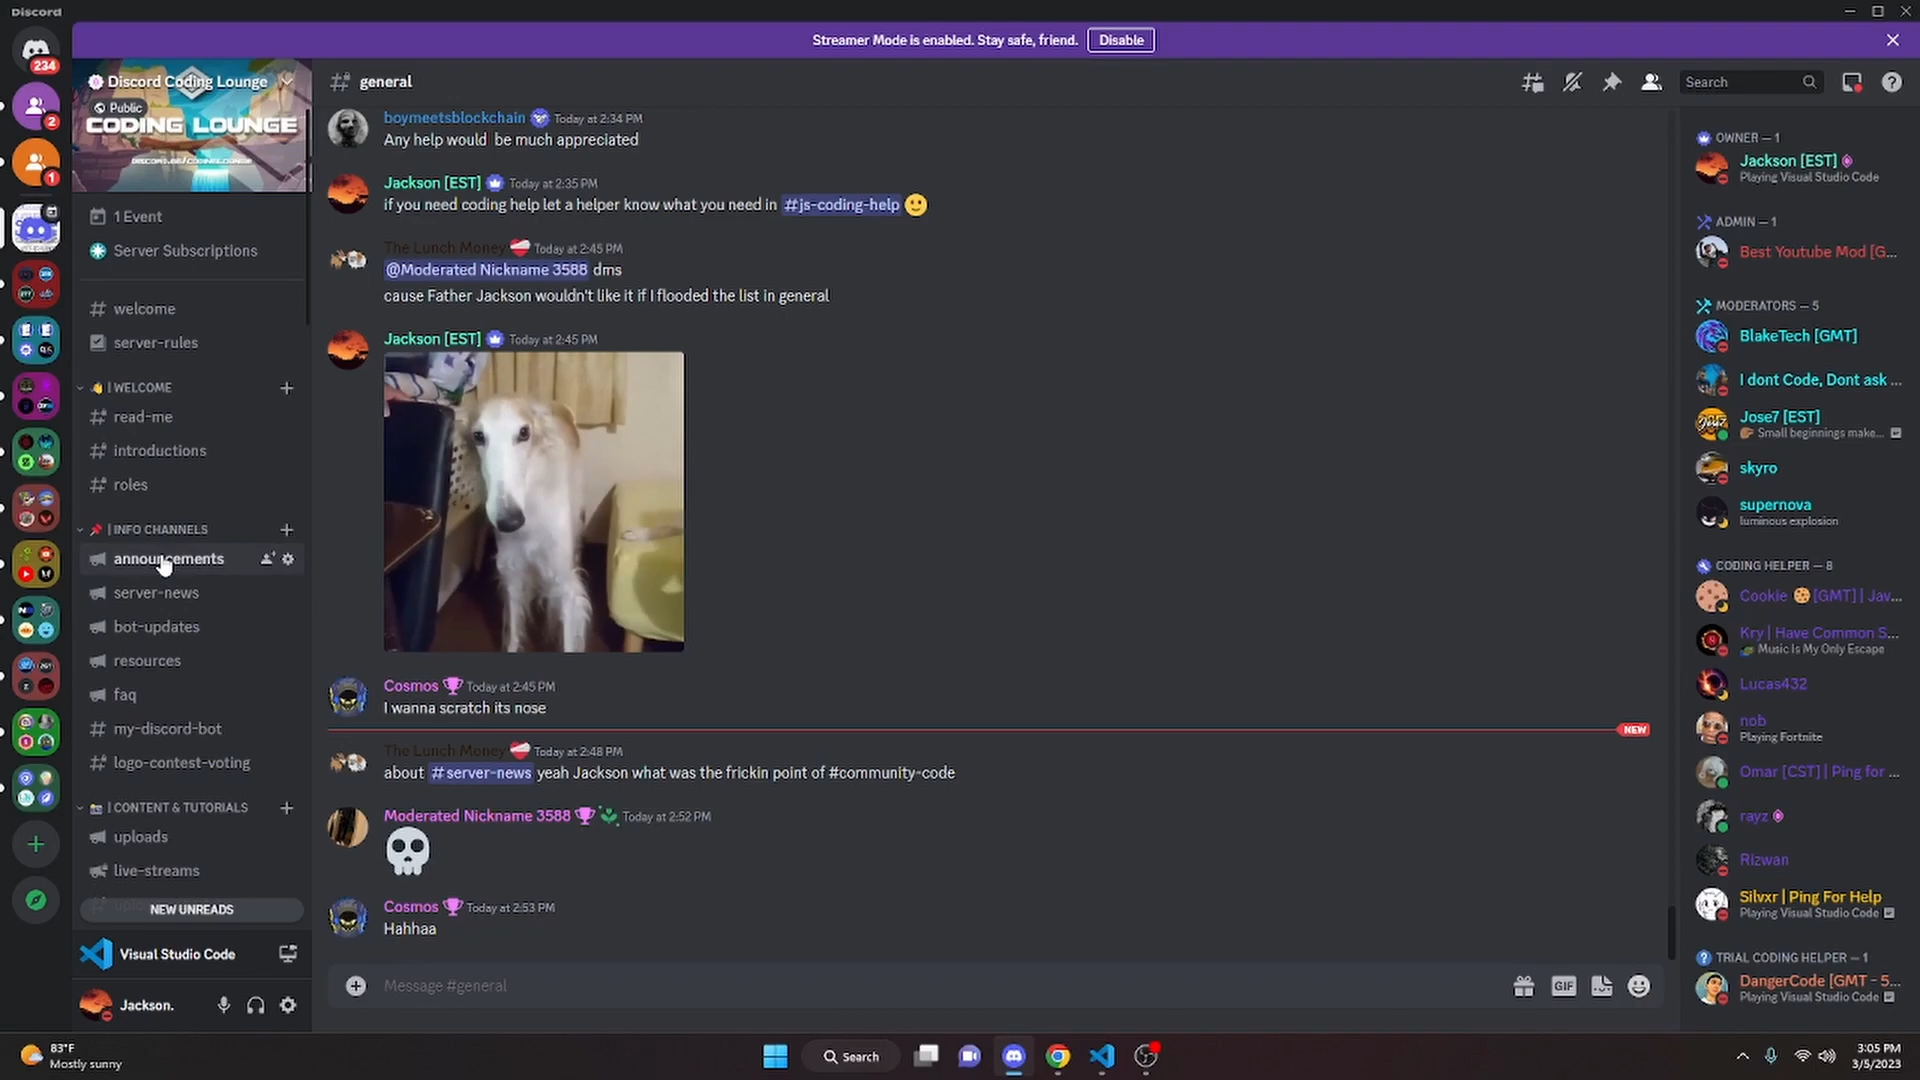 Discord
Streamer Mode is enabled. Stay safe, friend.
Disable
234
2
1
Discord Coding Lounge
Public
CODING LOUNGE
DISCORD.GG/CODINGLOUNGE
1 Event
Server Subscriptions
welcome
server-rules
| WELCOME
read-me
introductions
roles
| INFO CHANNELS
announcements
server-news
bot-updates
resources
faq
my-discord-bot
logo-contest-voting
| CONTENT & TUTORIALS
uploads
live-streams
NEW UNREADS
Visual Studio Code
Jackson.
general
Search
boymeetsblockchain Today at 2:34 PM
Any help would be much appreciated
Jackson [EST] Today at 2:35 PM
if you need coding help let a helper know what you need in #js-coding-help
The Lunch Money Today at 2:45 PM
@Moderated Nickname 3588 dms
cause Father Jackson wouldn't like it if I flooded the list in general
Jackson [EST] Today at 2:45 PM
Cosmos Today at 2:45 PM
I wanna scratch its nose
NEW
The Lunch Money Today at 2:48 PM
about #server-news yeah Jackson what was the frickin point of #community-code
Moderated Nickname 3588 Today at 2:52 PM
Cosmos Today at 2:53 PM
Hahhaa
Message #general
GIF
OWNER — 1
Jackson [EST]
Playing Visual Studio Code
ADMIN — 1
Best Youtube Mod [G...
MODERATORS — 5
BlakeTech [GMT]
I dont Code, Dont ask ...
Jose7 [EST]
Small beginnings make...
skyro
supernova
luminous explosion
CODING HELPER — 8
Cookie [GMT] | Jav...
Kry | Have Common S...
Music Is My Only Escape
Lucas432
nob
Playing Fortnite
Omar [CST] | Ping for ...
rayz
Rizwan
Silvxr | Ping For Help
Playing Visual Studio Code
TRIAL CODING HELPER — 1
DangerCode [GMT - 5...
Playing Visual Studio Code
83°F
Mostly sunny
Search
3:05 PM
3/5/2023